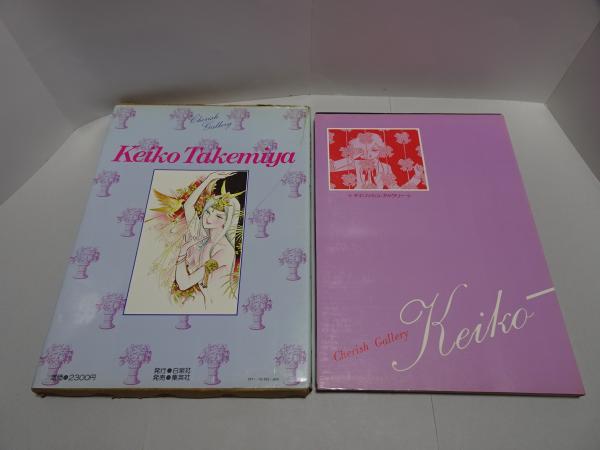 Cherish
Gallery
Keiko Takemiya
定価●2300円
発行●白泉社
発売●集英社
Cherish Gallery
Keiko